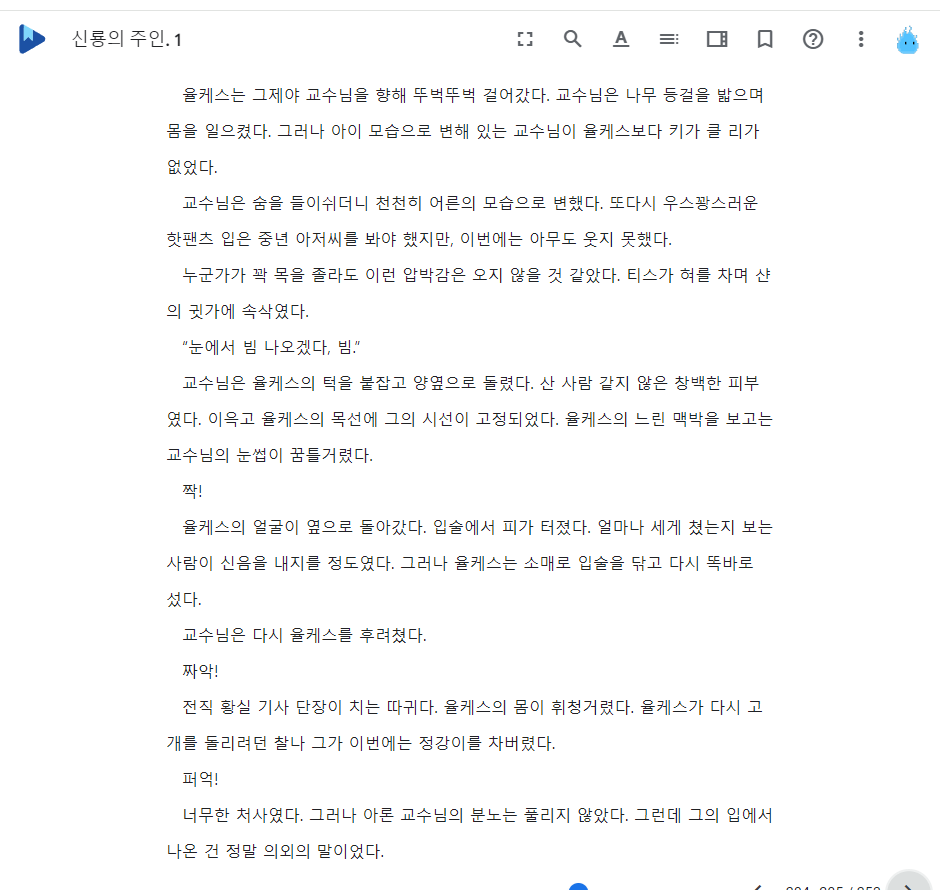 신룡의 주인. 1
율케스는 그제야 교수님을 향해 뚜벅뚜벅 걸어갔다. 교수님은 나무 등걸을 밟으며
몸을 일으켰다. 그러나 아이 모습으로 변해 있는 교수님이 율케스보다 키가 클 리가
없었다.
교수님은 숨을 들이쉬더니 천천히 어른의 모습으로 변했다. 또다시 우스꽝스러운
핫팬츠 입은 중년 아저씨를 봐야 했지만, 이번에는 아무도 웃지 못했다.
누군가가 꽉 목을 졸라도 이런 압박감은 오지 않을 것 같았다. 티스가 혀를 차며 샨
의 귓가에 속삭였다.
“눈에서 빔 나오겠다, 빔.”
교수님은 율케스의 턱을 붙잡고 양옆으로 돌렸다. 산 사람 같지 않은 창백한 피부
였다. 이윽고 율케스의 목선에 그의 시선이 고정되었다. 율케스의 느린 맥박을 보고는
교수님의 눈썹이 꿈틀거렸다.
짝!
율케스의 얼굴이 옆으로 돌아갔다. 입술에서 피가 터졌다. 얼마나 세게 쳤는지 보는
사람이 신음을 내지를 정도였다. 그러나 율케스는 소매로 입술을 닦고 다시 똑바로
섰다.
교수님은 다시 율케스를 후려쳤다.
짜악!
전직 황실 기사 단장이 치는 따귀다. 율케스의 몸이 휘청거렸다. 율케스가 다시 고
개를 돌리려던 찰나 그가 이번에는 정강이를 차버렸다.
퍼억!
너무한 처사였다. 그러나 아론 교수님의 분노는 풀리지 않았다. 그런데 그의 입에서
나온 건 정말 의외의 말이었다.